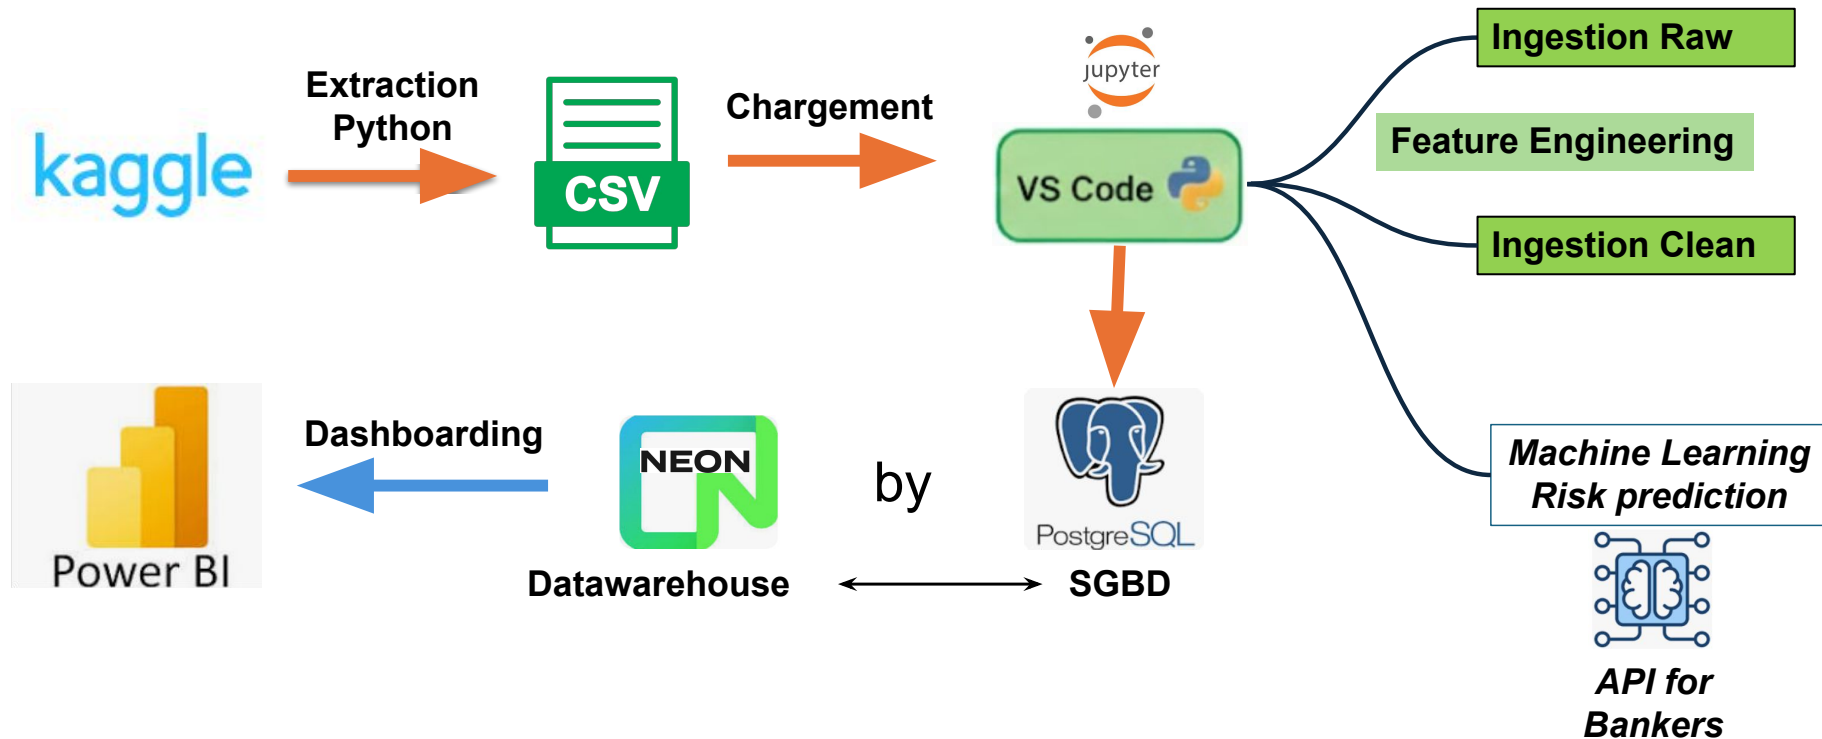 kaggle
Extraction
Python
CSV
Chargement
jupyter
VS Code
Ingestion Raw
Feature Engineering
Ingestion Clean
Power BI
Dashboarding
NEON
N
Datawarehouse
by
PostgreSQL
SGBD
Machine Learning
Risk prediction
API for
Bankers